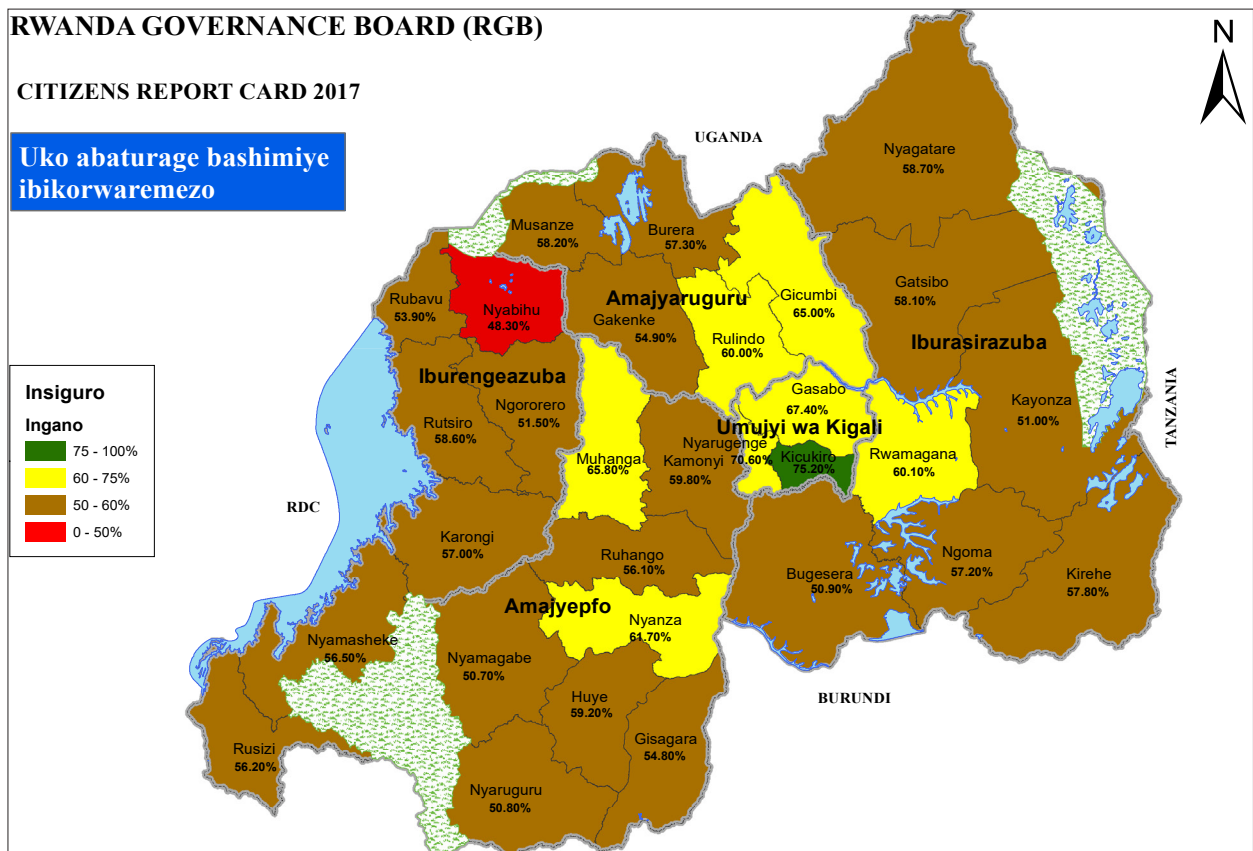 RWANDA GOVERNANCE BOARD (RGB)
CITIZENS REPORT CARD 2017
Uko abaturage bashimiye
ibikorwaremezo
N
UGANDA
Nyagatare
58.70%
Musanze
58.20%
Burera
57.30%
Gatsibo
58.10%
Gicumbi
65.00%
Rubavu
53.90%
Nyabihu
48.30%
Amajyaruguru
Gakenke
54.90%
Rulindo
60.00%
Iburasirazuba
Iburengeazuba
Gasabo
67.40%
Kayonza
51.00%
TANZANIA
Insiguro
Ingano
75 - 100%
60 - 75%
50 - 60%
0 - 50%
Rutsiro
58.60%
Ngororero
51.50%
Umujyi wa Kigali
Muhanga
65.80%
Nyarugenge
70.60%
Kamonyi
59.80%
Kicukiro
75.20%
Rwamagana
60.10%
RDC
Karongi
57.00%
Ruhango
56.10%
Bugesera
50.90%
Ngoma
57.20%
Kirehe
57.80%
Amajyepfo
Nyanza
61.70%
Nyamasheke
56.50%
Nyamagabe
50.70%
Huye
59.20%
BURUNDI
Rusizi
56.20%
Gisagara
54.80%
Nyaruguru
50.80%